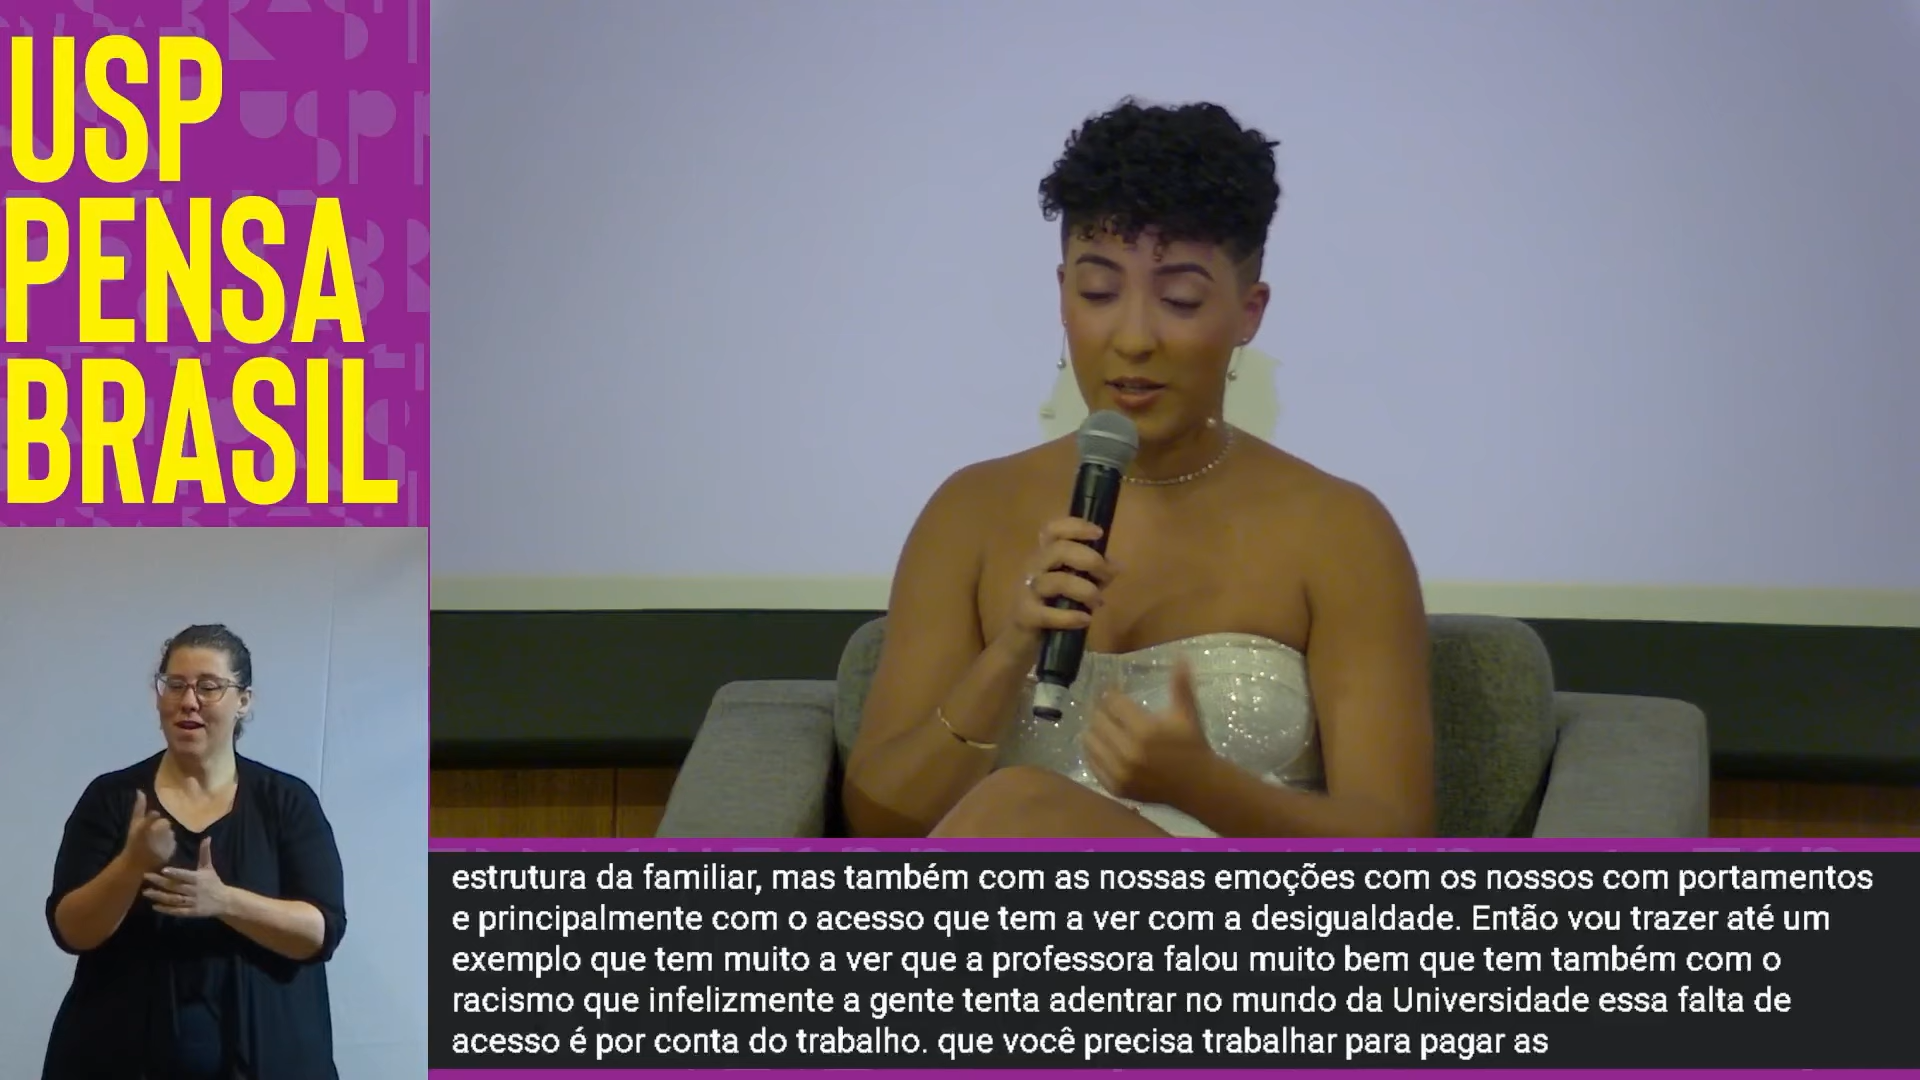 USP
PENSA
BRASIL
estrutura da familiar, mas também com as nossas emoções com os nossos com portamentos
e principalmente com o acesso que tem a ver com a desigualdade. Então vou trazer até um
exemplo que tem muito a ver que a professora falou muito bem que tem também com o
racismo que infelizmente a gente tenta adentrar no mundo da Universidade essa falta de
acesso é por conta do trabalho. que você precisa trabalhar para pagar as